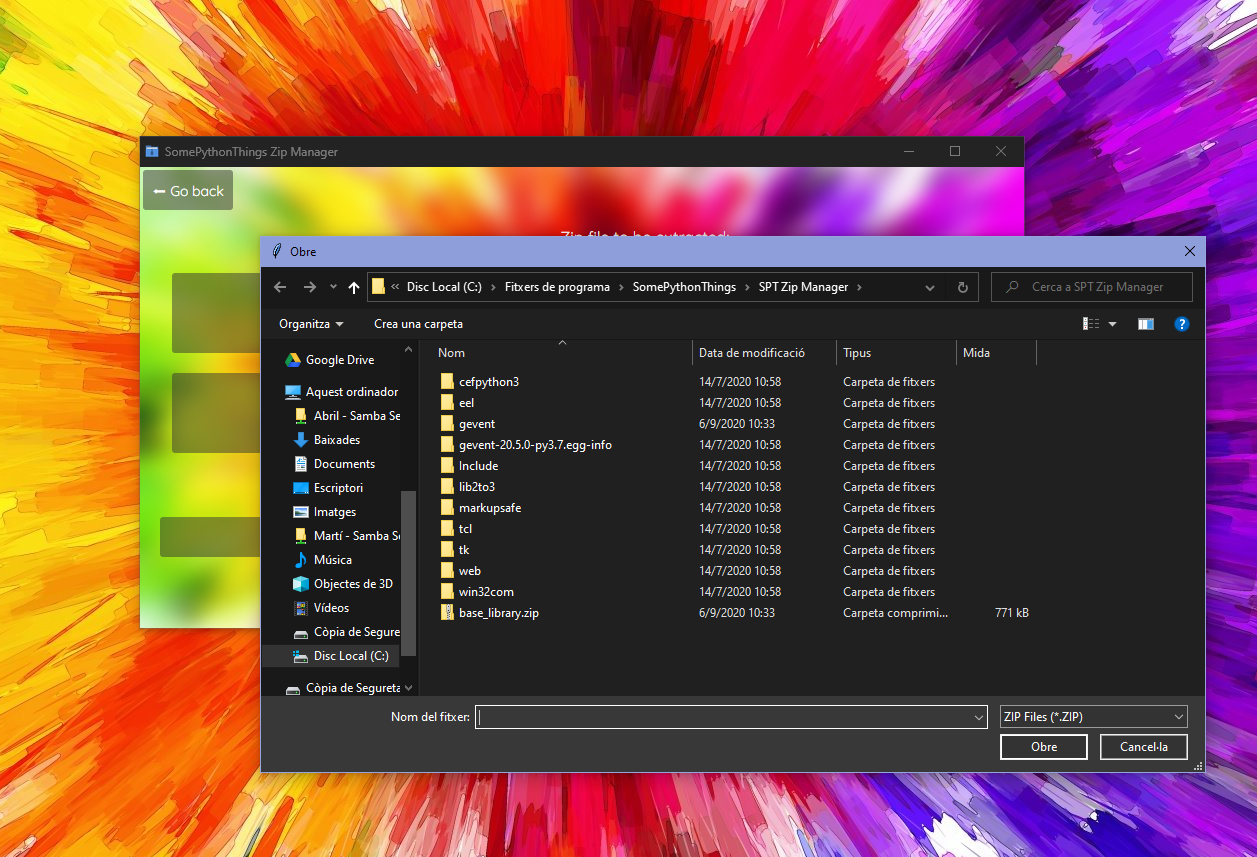 SomePythonThings Zip Manager
Go back
Obre
« Disc Local (C:) › Fitxers de programa › SomePythonThings › SPT Zip Manager ›
Cerca a SPT Zip Manager
Organitza
Crea una carpeta
Google Drive
Aquest ordinador
Abril - Samba Se
Baixades
Documents
Escriptori
Imatges
Martí - Samba Se
Música
Objectes de 3D
Vídeos
Còpia de Segure
Disc Local (C:)
Còpia de Segureta
Nom Data de modificació Tipus Mida
cefpython3 14/7/2020 10:58 Carpeta de fitxers
eel 14/7/2020 10:58 Carpeta de fitxers
gevent 6/9/2020 10:33 Carpeta de fitxers
gevent-20.5.0-py3.7.egg-info 14/7/2020 10:58 Carpeta de fitxers
Include 14/7/2020 10:58 Carpeta de fitxers
lib2to3 14/7/2020 10:58 Carpeta de fitxers
markupsafe 14/7/2020 10:58 Carpeta de fitxers
tcl 14/7/2020 10:58 Carpeta de fitxers
tk 14/7/2020 10:58 Carpeta de fitxers
web 14/7/2020 10:58 Carpeta de fitxers
win32com 14/7/2020 10:58 Carpeta de fitxers
base_library.zip 6/9/2020 10:33 Carpeta comprimi... 771 kB
Nom del fitxer:
ZIP Files (*.ZIP)
Obre
Cancel·la